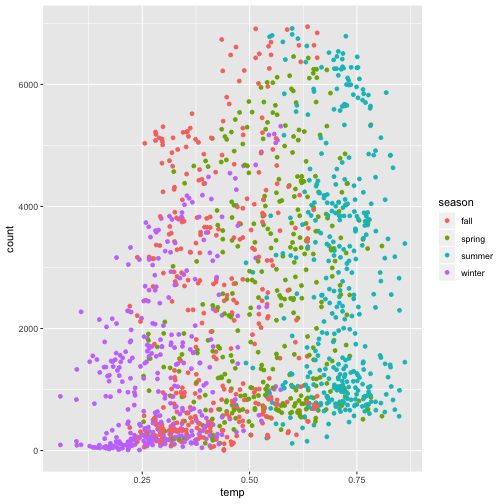 6000
4000
2000
0
count
0.25
0.50
0.75
temp
season
fall
spring
summer
winter